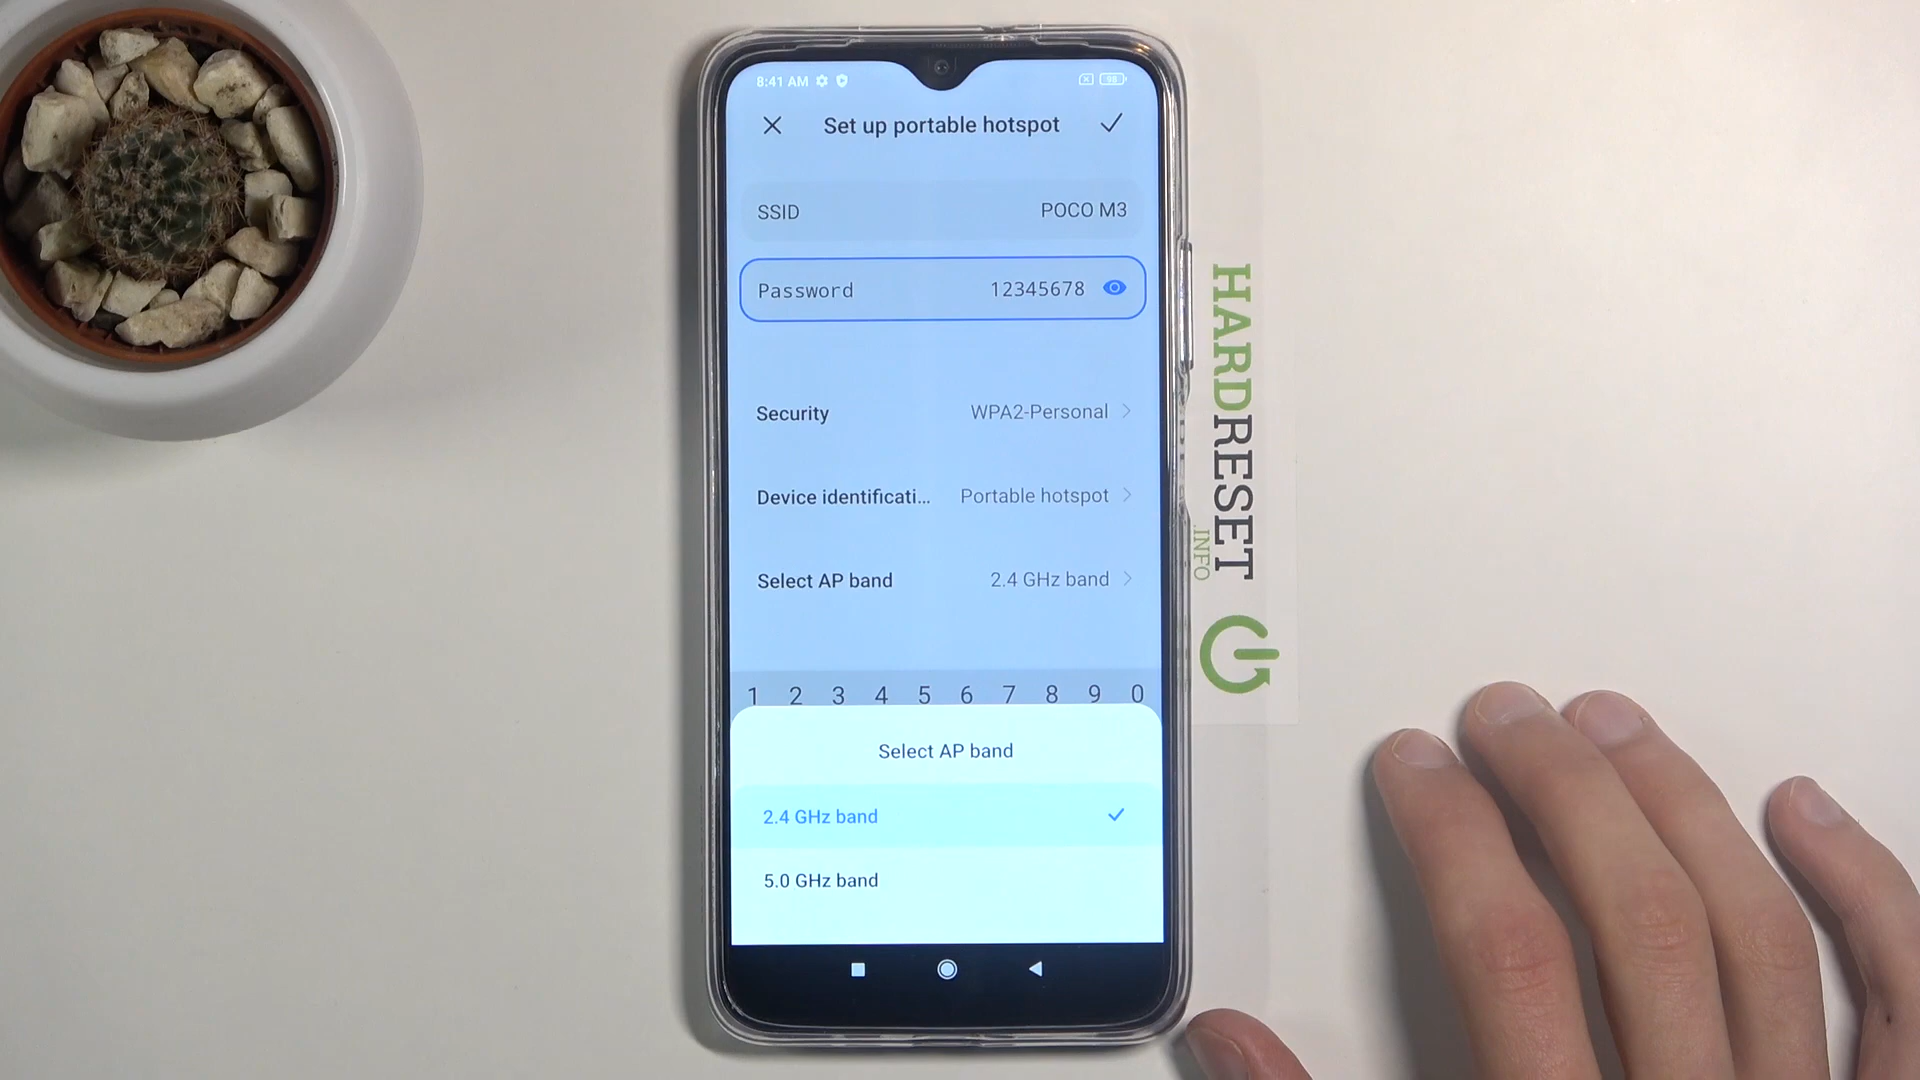 8:41 AM
98
Set up portable hotspot
SSID
POCO M3
Password
12345678
Security
WPA2-Personal
Device identificati...
Portable hotspot
Select AP band
2.4 GHz band
1 2 3 4 5 6 7 8 9 0
Select AP band
2.4 GHz band
5.0 GHz band
HARDRESET
.INFO